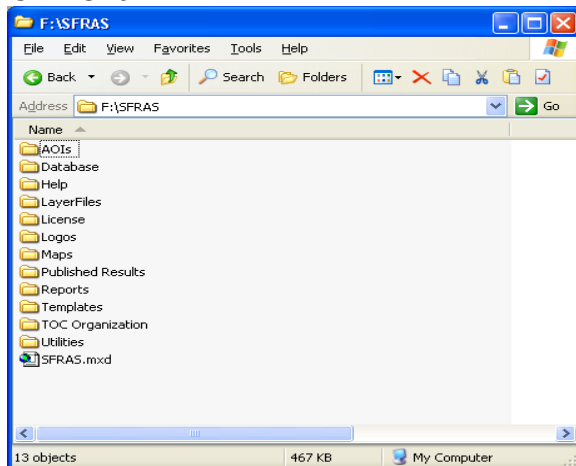 F:\SFRAS
File Edit View Favorites Tools Help
Back Search Folders
Address F:\SFRAS Go
Name
AOIs
Database
Help
LayerFiles
License
Logos
Maps
Published Results
Reports
Templates
TOC Organization
Utilities
SFRAS.mxd
13 objects 467 KB My Computer